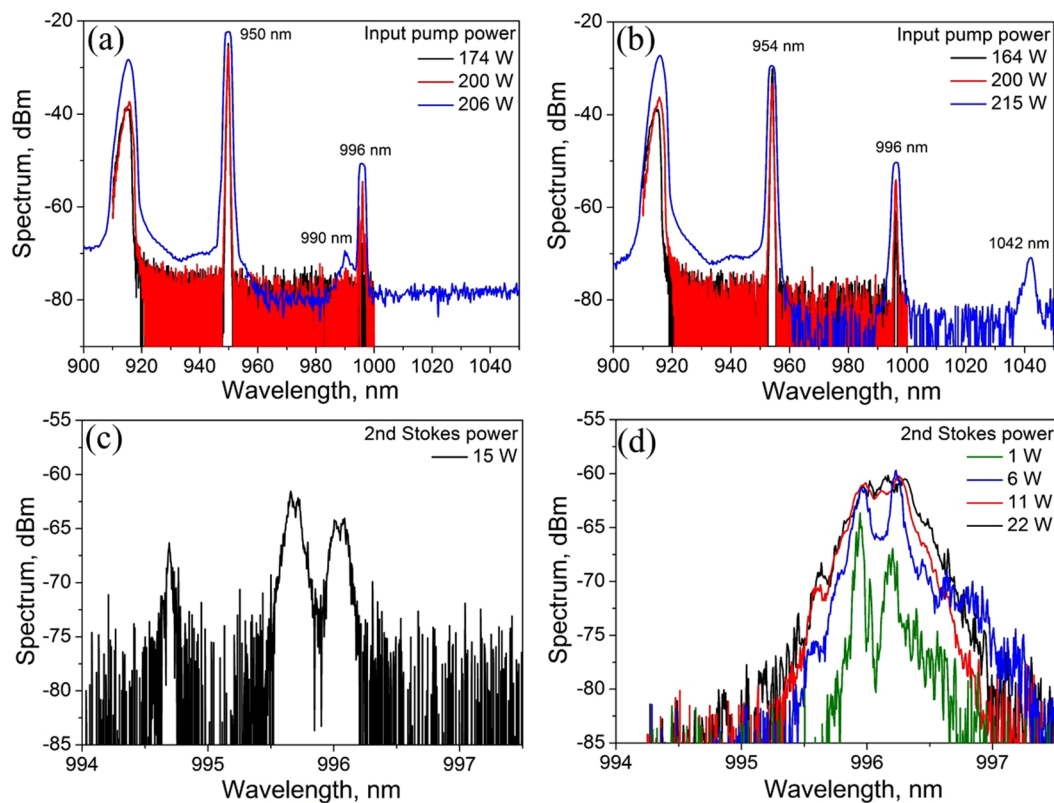 (a)
Input pump power
174 W
200 W
206 W
950 nm
996 nm
990 nm
Spectrum, dBm
-20
-40
-60
-80
900 920 940 960 980 1000 1020 1040
Wavelength, nm
(b)
Input pump power
164 W
200 W
215 W
954 nm
996 nm
1042 nm
Spectrum, dBm
-20
-40
-60
-80
900 920 940 960 980 1000 1020 1040
Wavelength, nm
(c)
2nd Stokes power
15 W
Spectrum, dBm
-55
-60
-65
-70
-75
-80
-85
994 995 996 997
Wavelength, nm
(d)
2nd Stokes power
1 W
6 W
11 W
22 W
Spectrum, dBm
-55
-60
-65
-70
-75
-80
-85
994 995 996 997
Wavelength, nm